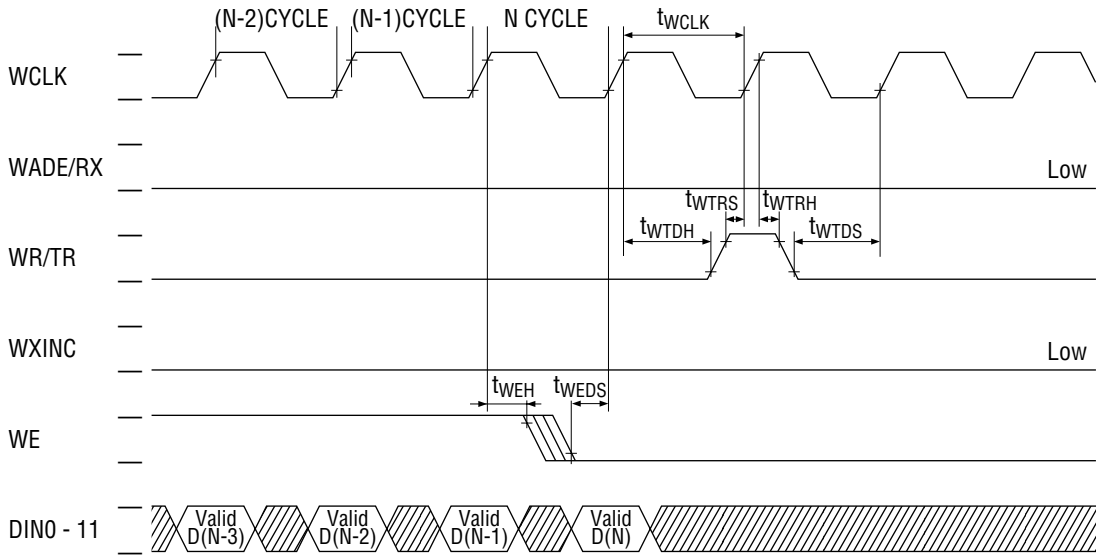 (N-2)CYCLE (N-1)CYCLE N CYCLE tWCLK
WCLK
WADE/RX Low
tWTRS tWTRH
tWTDH tWTDS
WR/TR
WXINC Low
tWEH tWEDS
WE
DIN0 - 11 Valid D(N-3) Valid D(N-2) Valid D(N-1) Valid D(N)